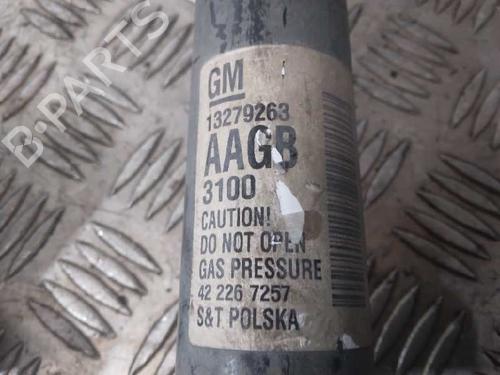 GM
13279263
AAGB
3100
CAUTION!
DO NOT OPEN
GAS PRESSURE
42 226 7257
S&T POLSKA
B-PARTS